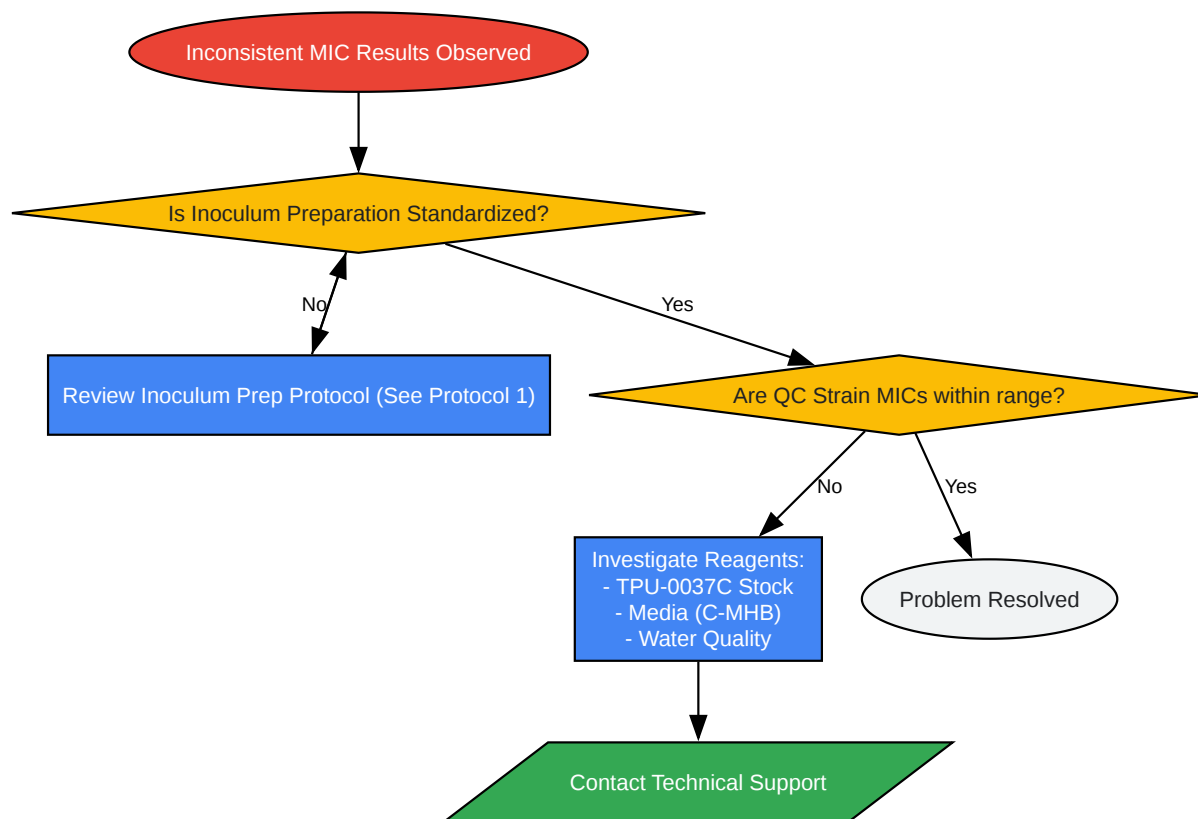 Inconsistent MIC Results Observed
Is Inoculum Preparation Standardized?
No
Yes
Review Inoculum Prep Protocol (See Protocol 1)
Are QC Strain MICs within range?
No
Yes
Investigate Reagents:
- TPU-0037C Stock
- Media (C-MHB)
- Water Quality
Problem Resolved
Contact Technical Support